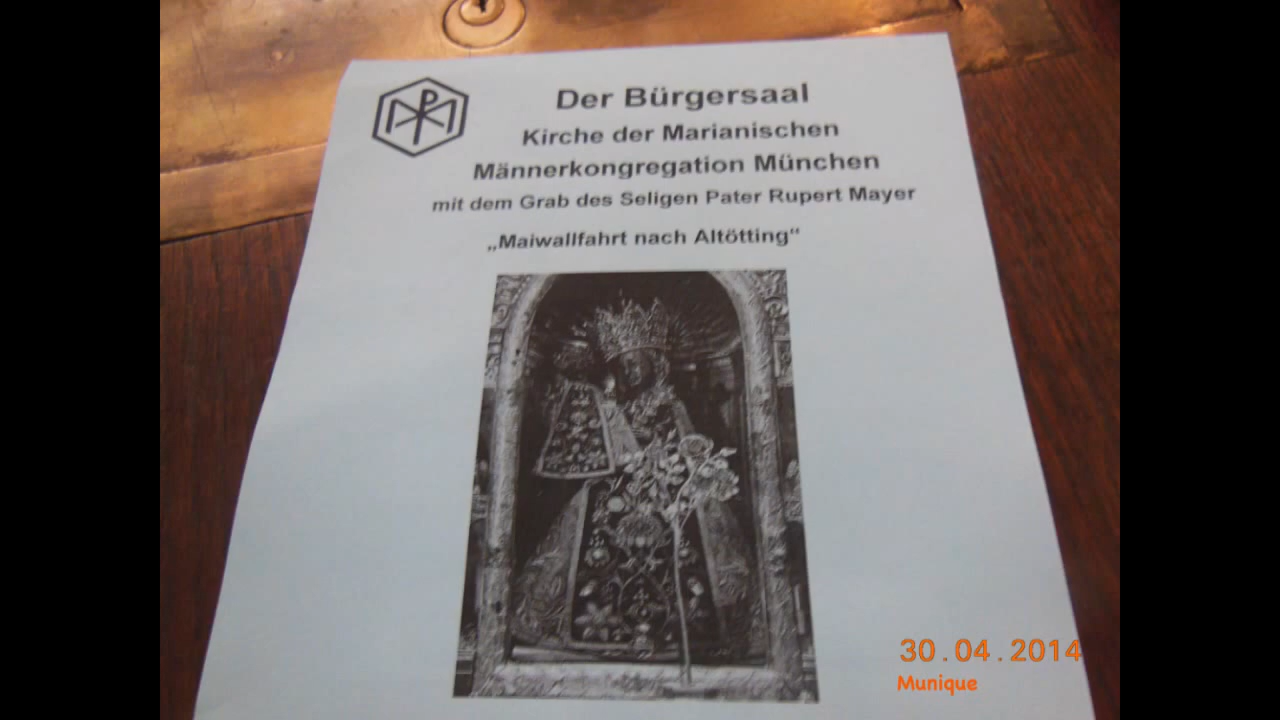 Der Bürgersaal
Kirche der Marianischen
Männerkongregation München
mit dem Grab des Seligen Pater Rupert Mayer
„Maiwallfahrt nach Altötting“
30.04.2014
Munique